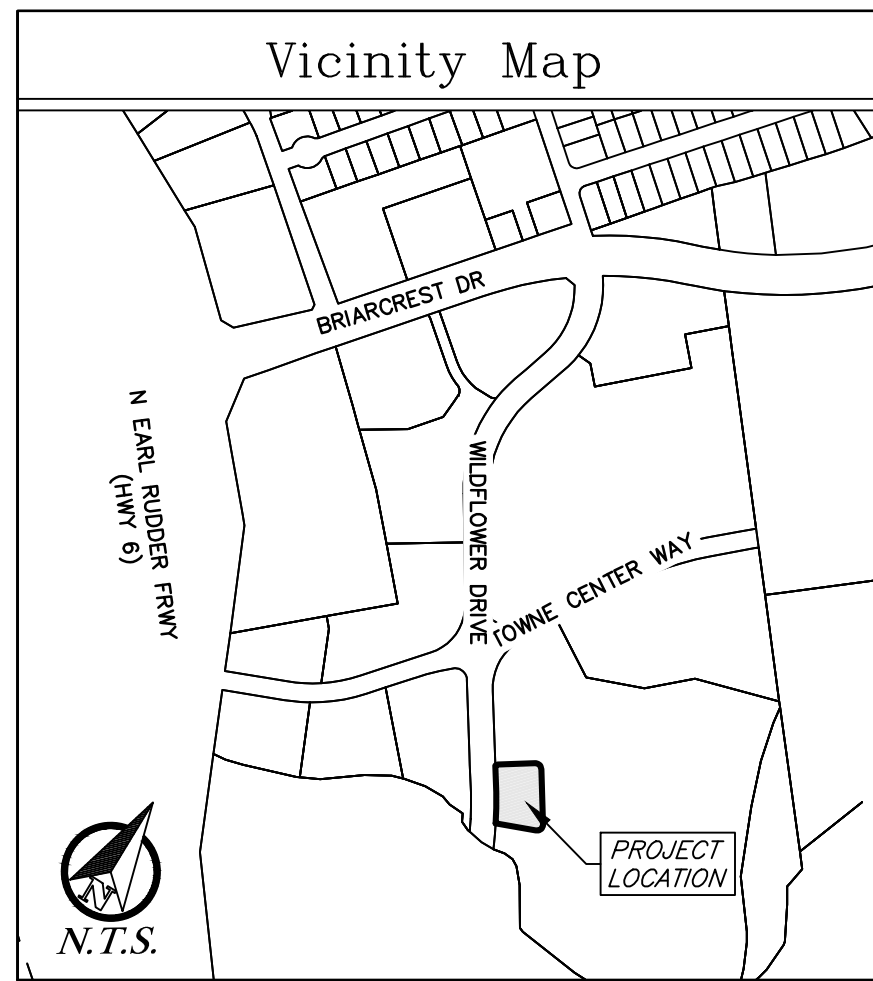 Vicinity Map
BRIARCREST DR
N EARL RUDDER FRWY
(HWY 6)
WILDFLOWER DRIVE
TOWNE CENTER WAY
PROJECT
LOCATION
N
N.T.S.